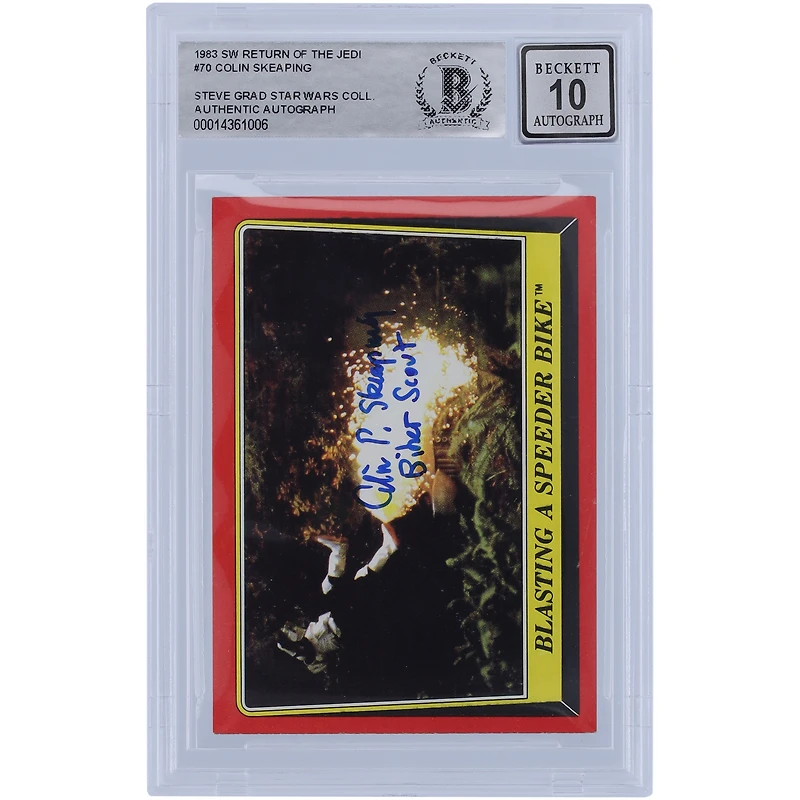 1983 SW RETURN OF THE JEDI
#70 COLIN SKEAPING
STEVE GRAD STAR WARS COLL.
AUTHENTIC AUTOGRAPH
00014361006
BECKETT
B
AUTHENTIC
BECKETT
10
AUTOGRAPH
Colin P. Skeaping
Biker Scout
BLASTING A SPEEDER BIKE™